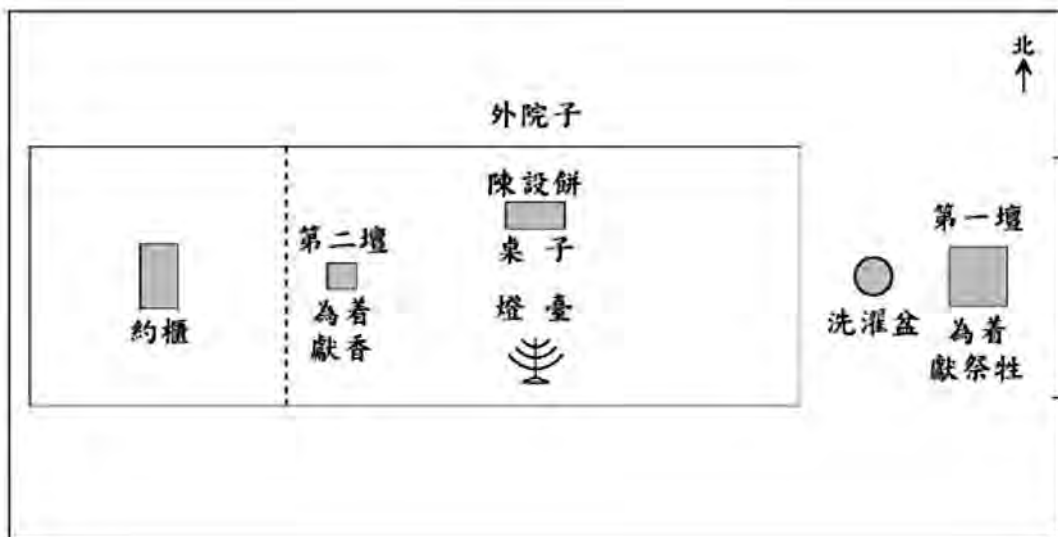 北
外院子
陳設餅
桌子
燈臺
第二壇
為着
獻香
約櫃
洗濯盆
第一壇
為着
獻祭牲